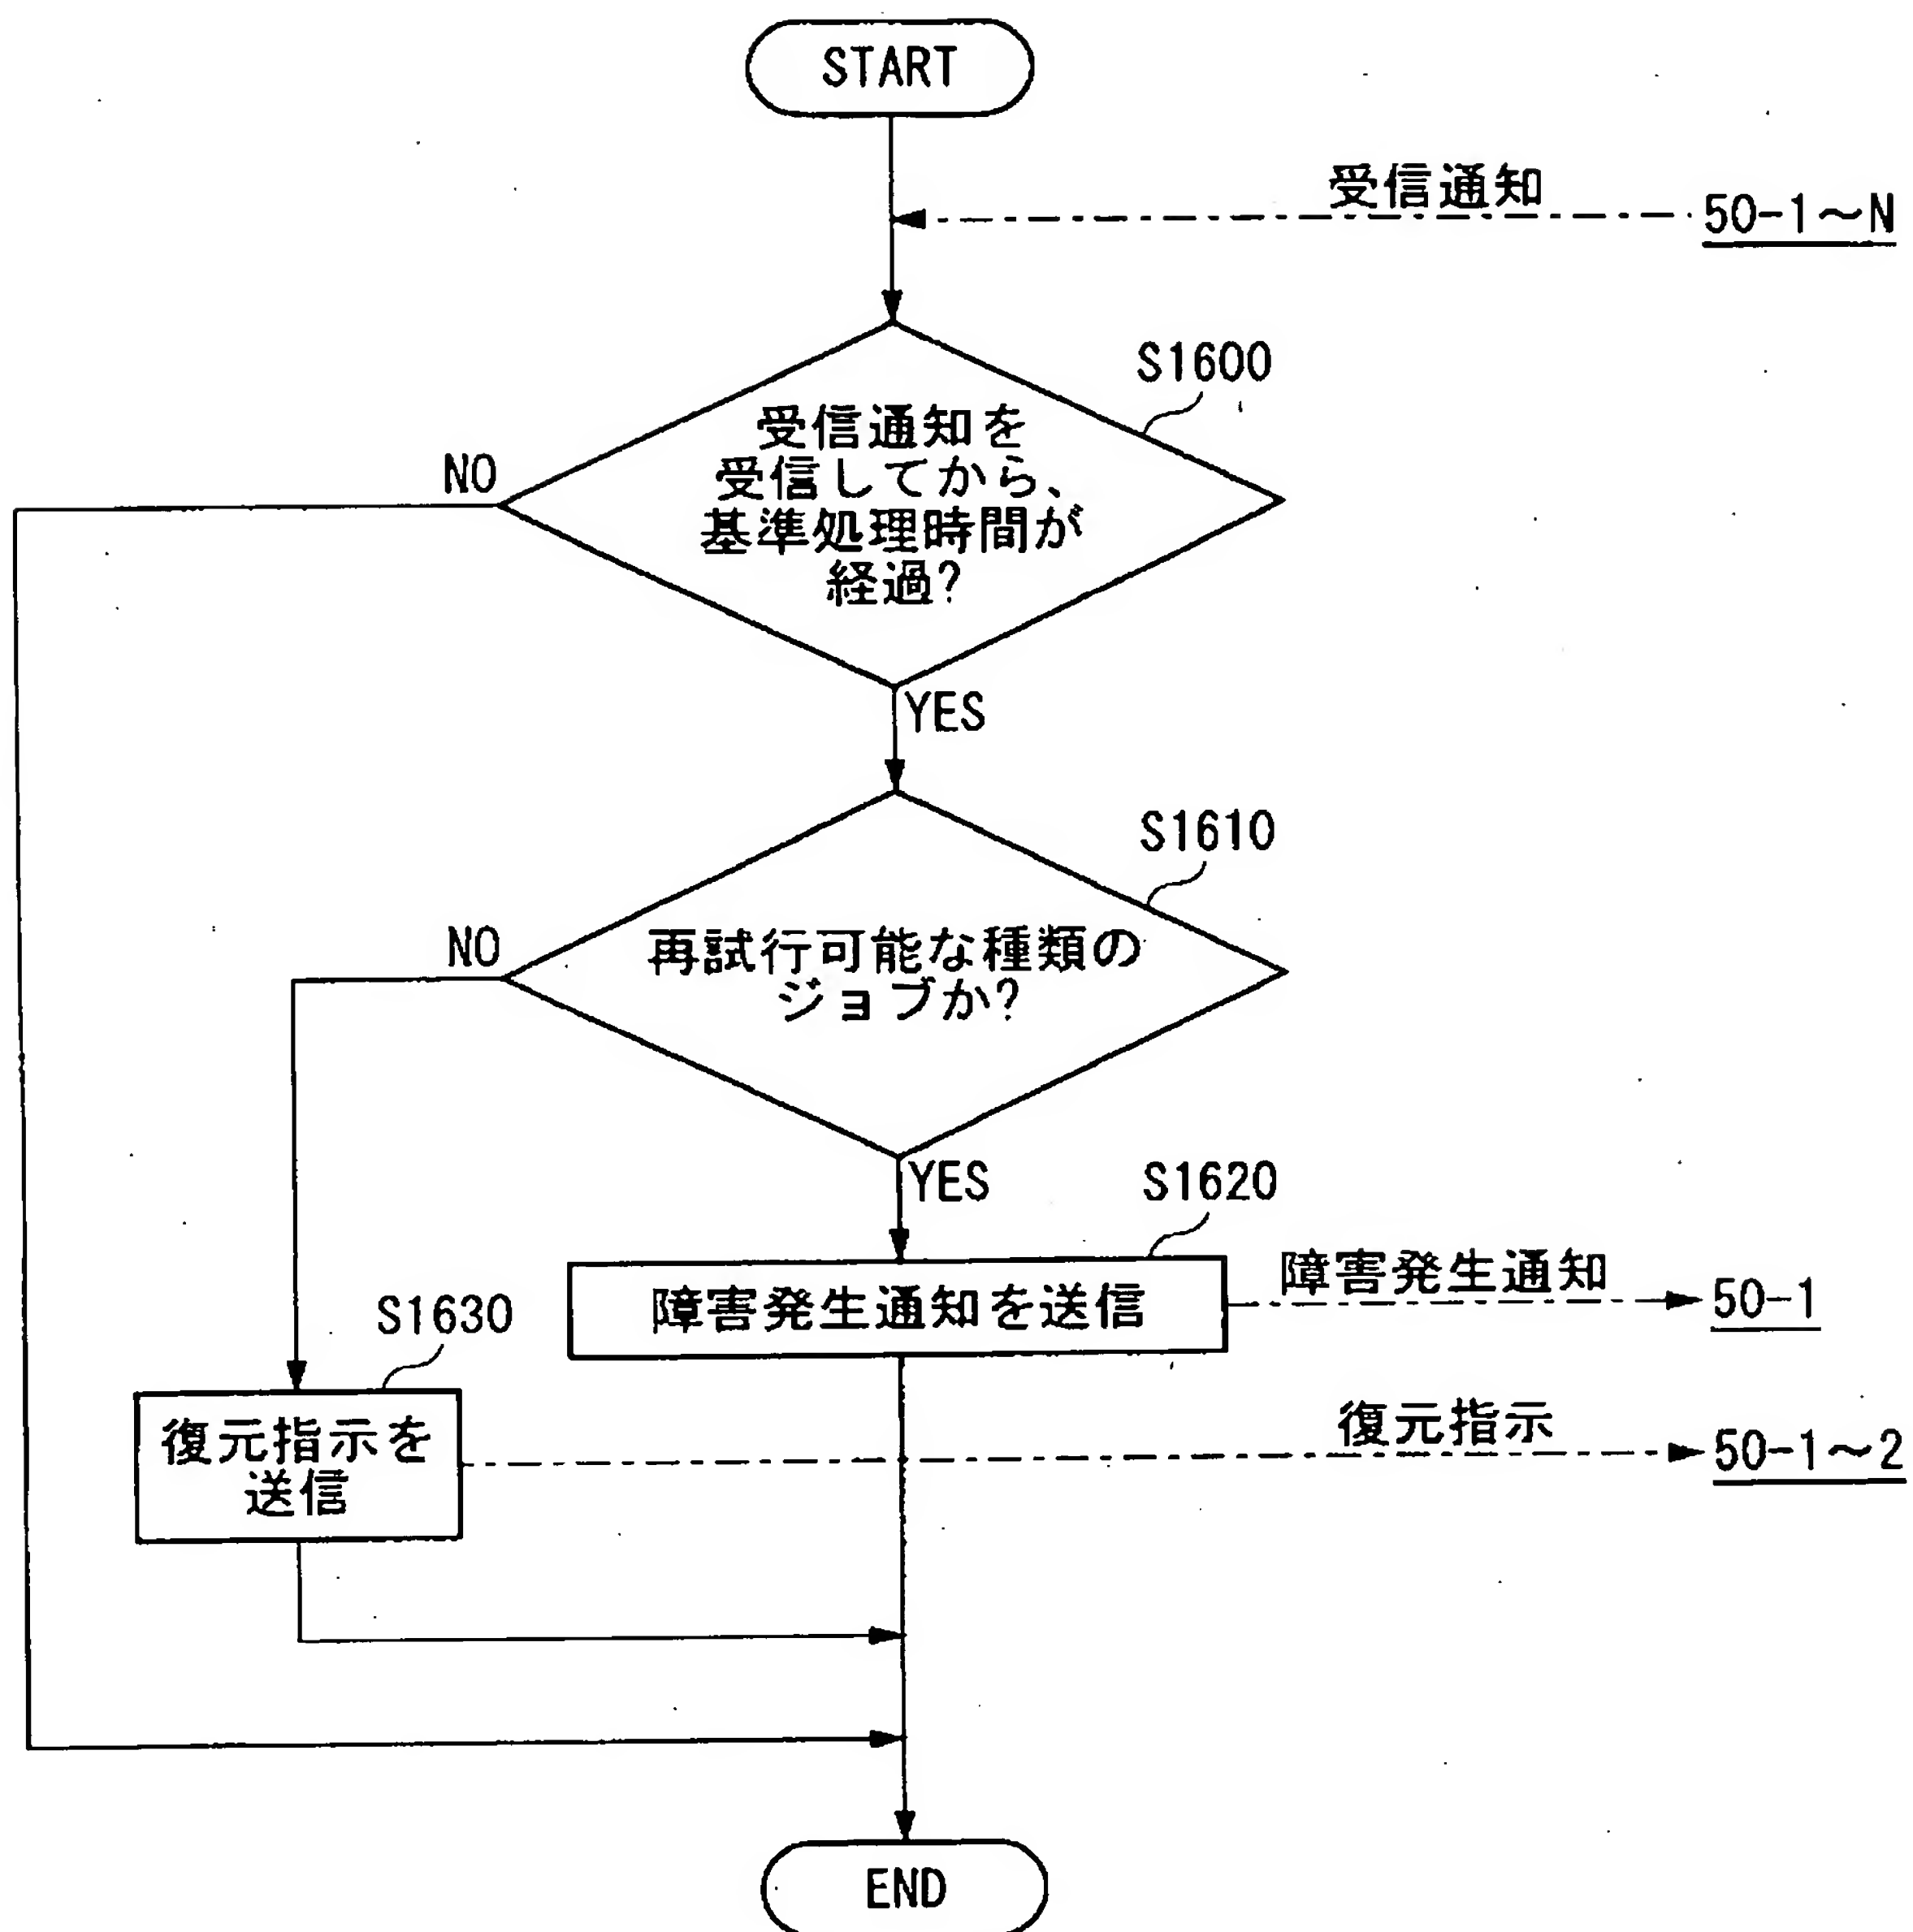 START
受信通知
50-1～N
S1600
受信通知を
受信してから、
基準処理時間が
経過?
NO
YES
S1610
再試行可能な種類の
ジョブか?
NO
YES
S1620
障害発生通知を送信
障害発生通知
50-1
S1630
復元指示を
送信
復元指示
50-1～2
END